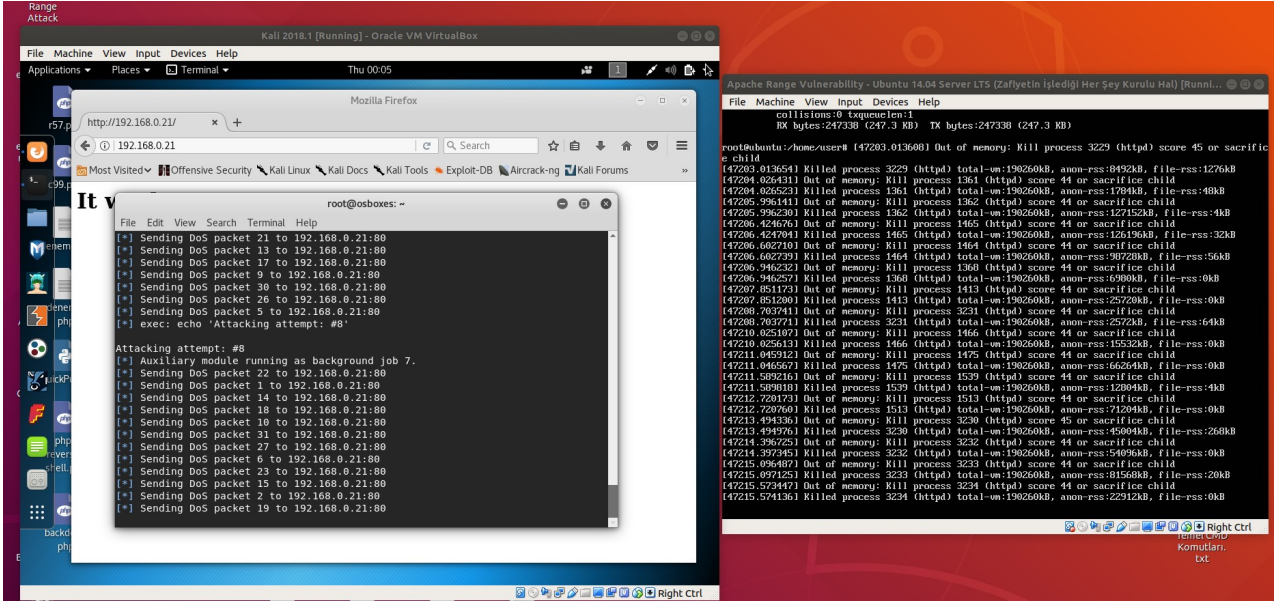 Range
Attack
Kali 2018.1 [Running] - Oracle VM VirtualBox
File Machine View Input Devices Help
Applications Places Terminal Thu 00:05 1
Mozilla Firefox
http://192.168.0.21/ × +
192.168.0.21 Search
Most Visited Offensive Security Kali Linux Kali Docs Kali Tools Exploit-DB Aircrack-ng Kali Forums »
r57.p
c99.p
It
root@osboxes: ~
File Edit View Search Terminal Help
[*] Sending DoS packet 21 to 192.168.0.21:80
[*] Sending DoS packet 13 to 192.168.0.21:80
[*] Sending DoS packet 17 to 192.168.0.21:80
[*] Sending DoS packet 9 to 192.168.0.21:80
[*] Sending DoS packet 30 to 192.168.0.21:80
[*] Sending DoS packet 26 to 192.168.0.21:80
[*] Sending DoS packet 5 to 192.168.0.21:80
[*] exec: echo 'Attacking attempt: #8'
Attacking attempt: #8
[*] Auxiliary module running as background job 7.
[*] Sending DoS packet 22 to 192.168.0.21:80
[*] Sending DoS packet 1 to 192.168.0.21:80
[*] Sending DoS packet 14 to 192.168.0.21:80
[*] Sending DoS packet 18 to 192.168.0.21:80
[*] Sending DoS packet 10 to 192.168.0.21:80
[*] Sending DoS packet 31 to 192.168.0.21:80
[*] Sending DoS packet 27 to 192.168.0.21:80
[*] Sending DoS packet 6 to 192.168.0.21:80
[*] Sending DoS packet 23 to 192.168.0.21:80
[*] Sending DoS packet 15 to 192.168.0.21:80
[*] Sending DoS packet 2 to 192.168.0.21:80
[*] Sending DoS packet 19 to 192.168.0.21:80
Right Ctrl
Apache Range Vulnerability - Ubuntu 14.04 Server LTS (Zafiyetin İşlediği Her Şey Kurulu Hal) [Runni...
File Machine View Input Devices Help
collisions:0 txqueuelen:1
RX bytes:247338 (247.3 KB) TX bytes:247338 (247.3 KB)
root@ubuntu:/home/user# [47203.013608] Out of memory: Kill process 3229 (httpd) score 45 or sacrific
e child
[47203.013654] Killed process 3229 (httpd) total-vm:190260kB, anon-rss:8492kB, file-rss:1276kB
[47204.026431] Out of memory: Kill process 1361 (httpd) score 44 or sacrifice child
[47204.026523] Killed process 1361 (httpd) total-vm:190260kB, anon-rss:1784kB, file-rss:48kB
[47205.996141] Out of memory: Kill process 1362 (httpd) score 44 or sacrifice child
[47205.996230] Killed process 1362 (httpd) total-vm:190260kB, anon-rss:127152kB, file-rss:4kB
[47206.424676] Out of memory: Kill process 1465 (httpd) score 44 or sacrifice child
[47206.424704] Killed process 1465 (httpd) total-vm:190260kB, anon-rss:126196kB, file-rss:32kB
[47206.602710] Out of memory: Kill process 1464 (httpd) score 44 or sacrifice child
[47206.602739] Killed process 1464 (httpd) total-vm:190260kB, anon-rss:98728kB, file-rss:56kB
[47206.946232] Out of memory: Kill process 1368 (httpd) score 44 or sacrifice child
[47206.946257] Killed process 1368 (httpd) total-vm:190260kB, anon-rss:6980kB, file-rss:0kB
[47207.851173] Out of memory: Kill process 1413 (httpd) score 44 or sacrifice child
[47207.851200] Killed process 1413 (httpd) total-vm:190260kB, anon-rss:25720kB, file-rss:0kB
[47208.703741] Out of memory: Kill process 3231 (httpd) score 44 or sacrifice child
[47208.703771] Killed process 3231 (httpd) total-vm:190260kB, anon-rss:2572kB, file-rss:64kB
[47210.025107] Out of memory: Kill process 1466 (httpd) score 44 or sacrifice child
[47210.025613] Killed process 1466 (httpd) total-vm:190260kB, anon-rss:15532kB, file-rss:0kB
[47211.045912] Out of memory: Kill process 1475 (httpd) score 44 or sacrifice child
[47211.046567] Killed process 1475 (httpd) total-vm:190260kB, anon-rss:66264kB, file-rss:0kB
[47211.589216] Out of memory: Kill process 1539 (httpd) score 44 or sacrifice child
[47211.589818] Killed process 1539 (httpd) total-vm:190260kB, anon-rss:12804kB, file-rss:4kB
[47212.720173] Out of memory: Kill process 1513 (httpd) score 44 or sacrifice child
[47212.720760] Killed process 1513 (httpd) total-vm:190260kB, anon-rss:71204kB, file-rss:0kB
[47213.494336] Out of memory: Kill process 3230 (httpd) score 45 or sacrifice child
[47213.494976] Killed process 3230 (httpd) total-vm:190260kB, anon-rss:45004kB, file-rss:268kB
[47214.396725] Out of memory: Kill process 3232 (httpd) score 44 or sacrifice child
[47214.397345] Killed process 3232 (httpd) total-vm:190260kB, anon-rss:54096kB, file-rss:0kB
[47215.096487] Out of memory: Kill process 3233 (httpd) score 44 or sacrifice child
[47215.097125] Killed process 3233 (httpd) total-vm:190260kB, anon-rss:81568kB, file-rss:20kB
[47215.573447] Out of memory: Kill process 3234 (httpd) score 44 or sacrifice child
[47215.574136] Killed process 3234 (httpd) total-vm:190260kB, anon-rss:22912kB, file-rss:0kB
Right Ctrl
Temel CMD
Komutları.
txt